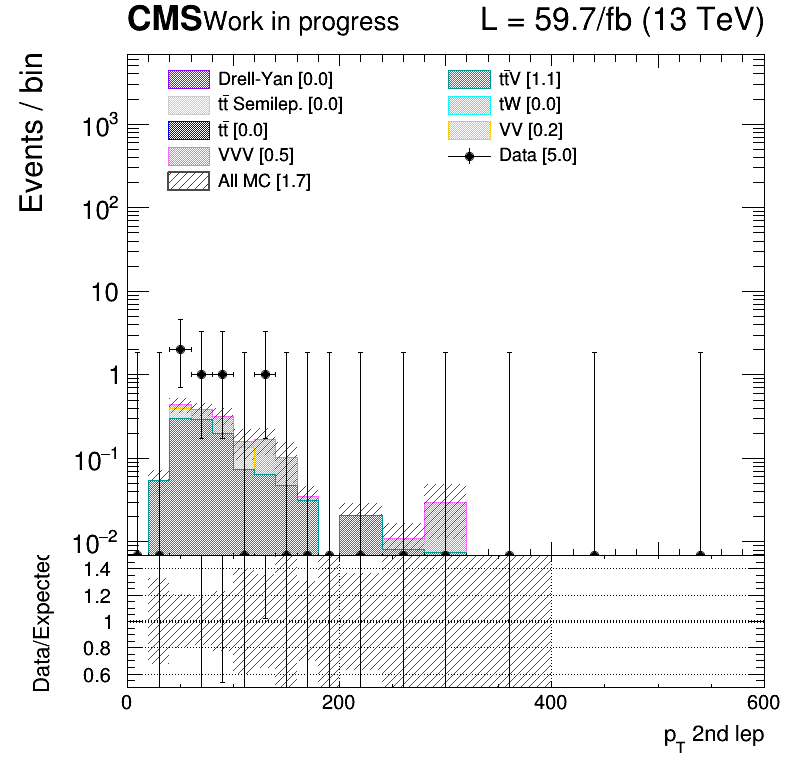 CMS Work in progress L = 59.7/fb (13 TeV)
Events / bin
Drell-Yan [0.0]
tt̄ Semilep. [0.0]
tt̄ [0.0]
VVV [0.5]
All MC [1.7]
tt̄V [1.1]
tW [0.0]
VV [0.2]
Data [5.0]
10³
10²
10
1
10⁻¹
10⁻²
Data/Expected
1.4
1.2
1
0.8
0.6
0 200 400 600
p_T 2nd lep